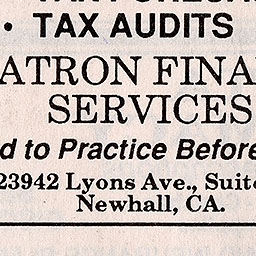 • TAX AUDITS
ATRON FINA
SERVICES
d to Practice Before
23942 Lyons Ave., Suite
Newhall, CA.